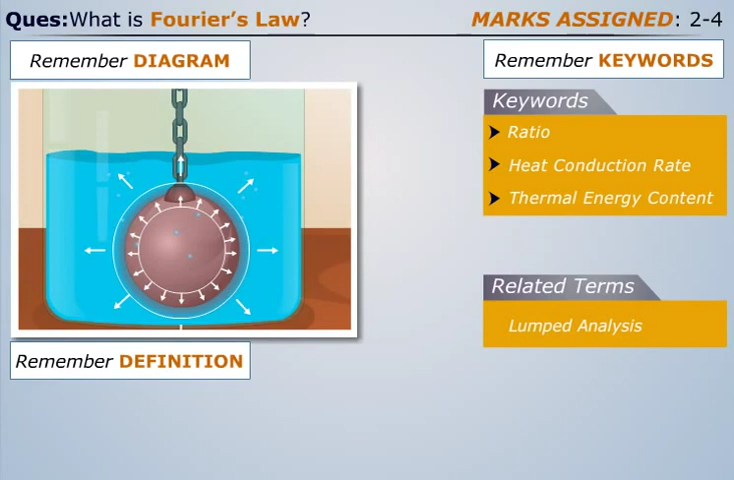 Ques:What is Fourier's Law?
MARKS ASSIGNED: 2-4
Remember DIAGRAM
Remember KEYWORDS
Keywords
Ratio
Heat Conduction Rate
Thermal Energy Content
Related Terms
Lumped Analysis
Remember DEFINITION